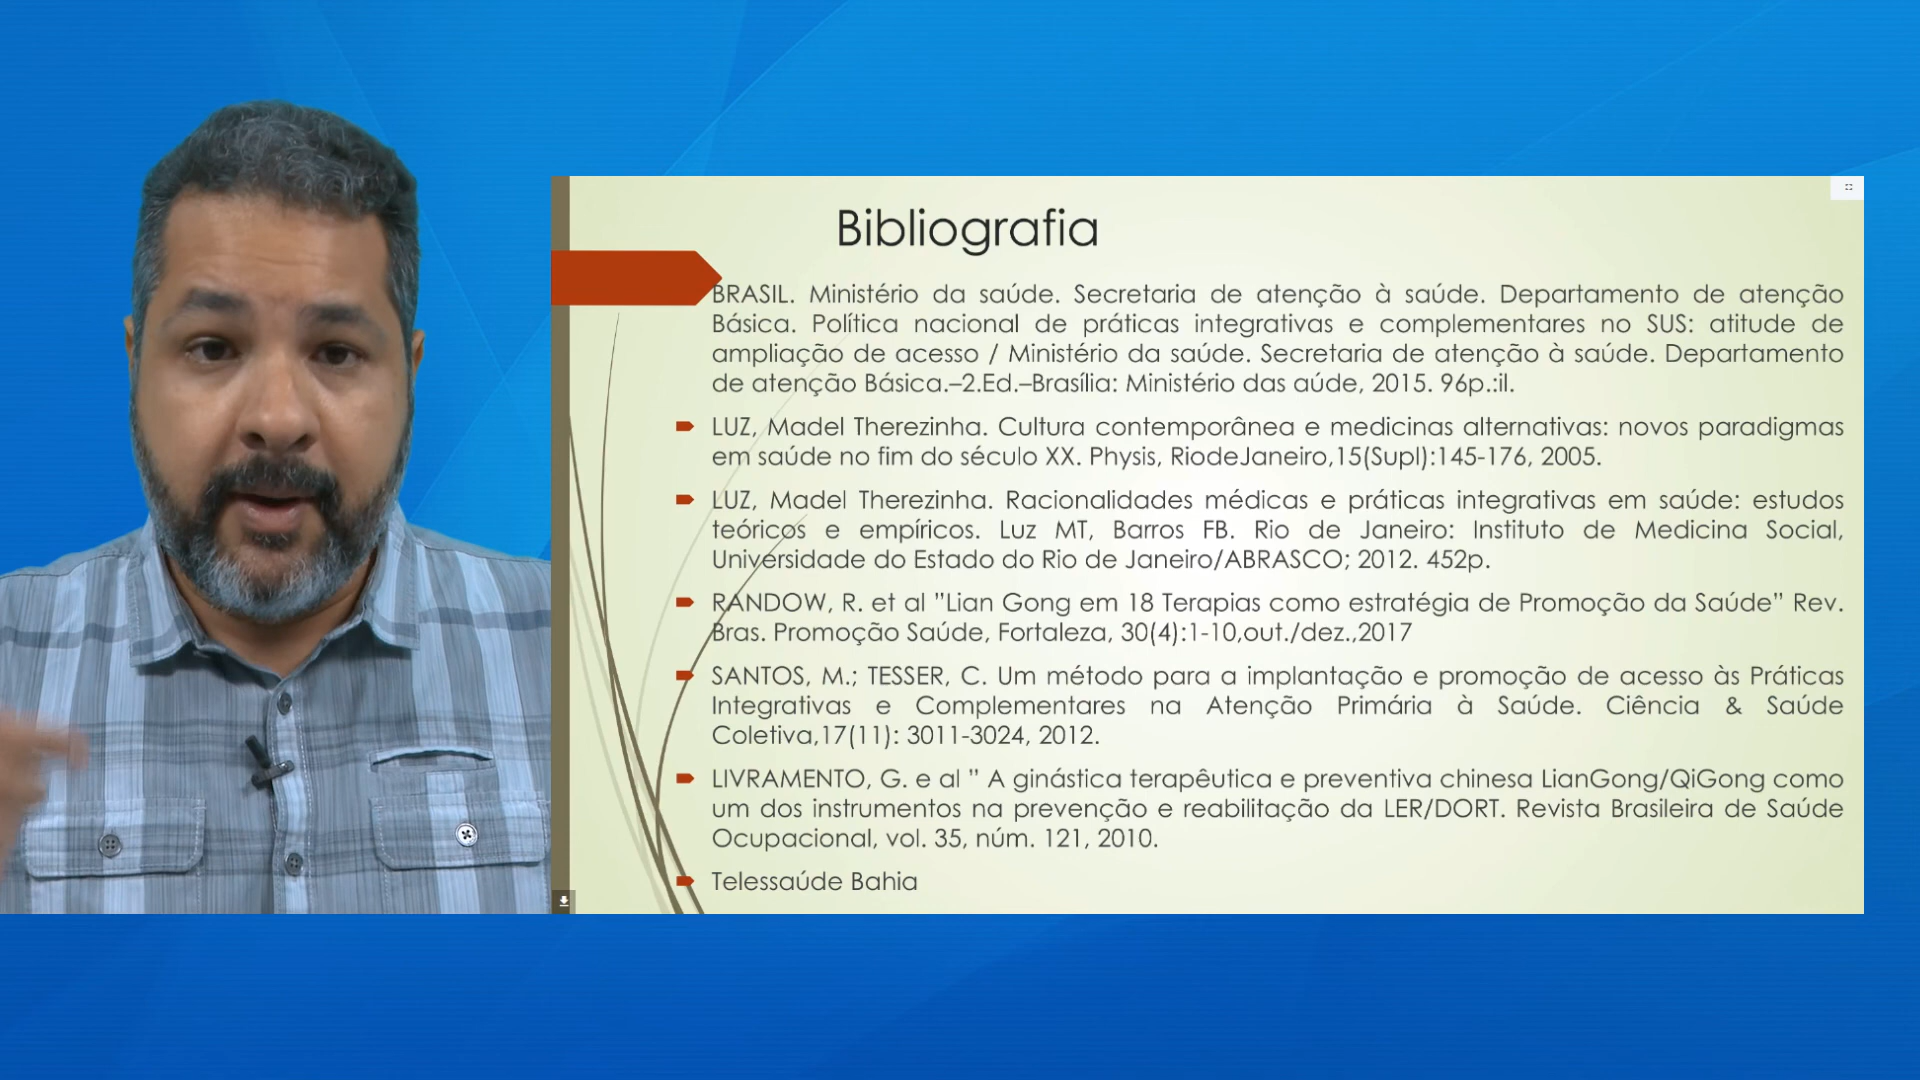 Bibliografia
BRASIL. Ministério da saúde. Secretaria de atenção à saúde. Departamento de atenção
Básica. Política nacional de práticas integrativas e complementares no SUS: atitude de
ampliação de acesso / Ministério da saúde. Secretaria de atenção à saúde. Departamento
de atenção Básica.–2.Ed.–Brasília: Ministério das aúde, 2015. 96p.:il.
LUZ, Madel Therezinha. Cultura contemporânea e medicinas alternativas: novos paradigmas
em saúde no fim do século XX. Physis, RiodeJaneiro,15(Supl):145-176, 2005.
LUZ, Madel Therezinha. Racionalidades médicas e práticas integrativas em saúde: estudos
teóricos e empíricos. Luz MT, Barros FB. Rio de Janeiro: Instituto de Medicina Social,
Universidade do Estado do Rio de Janeiro/ABRASCO; 2012. 452p.
RANDOW, R. et al ”Lian Gong em 18 Terapias como estratégia de Promoção da Saúde” Rev.
Bras. Promoção Saúde, Fortaleza, 30(4):1-10,out./dez.,2017
SANTOS, M.; TESSER, C. Um método para a implantação e promoção de acesso às Práticas
Integrativas e Complementares na Atenção Primária à Saúde. Ciência & Saúde
Coletiva,17(11): 3011-3024, 2012.
LIVRAMENTO, G. e al ” A ginástica terapêutica e preventiva chinesa LianGong/QiGong como
um dos instrumentos na prevenção e reabilitação da LER/DORT. Revista Brasileira de Saúde
Ocupacional, vol. 35, núm. 121, 2010.
Telessaúde Bahia